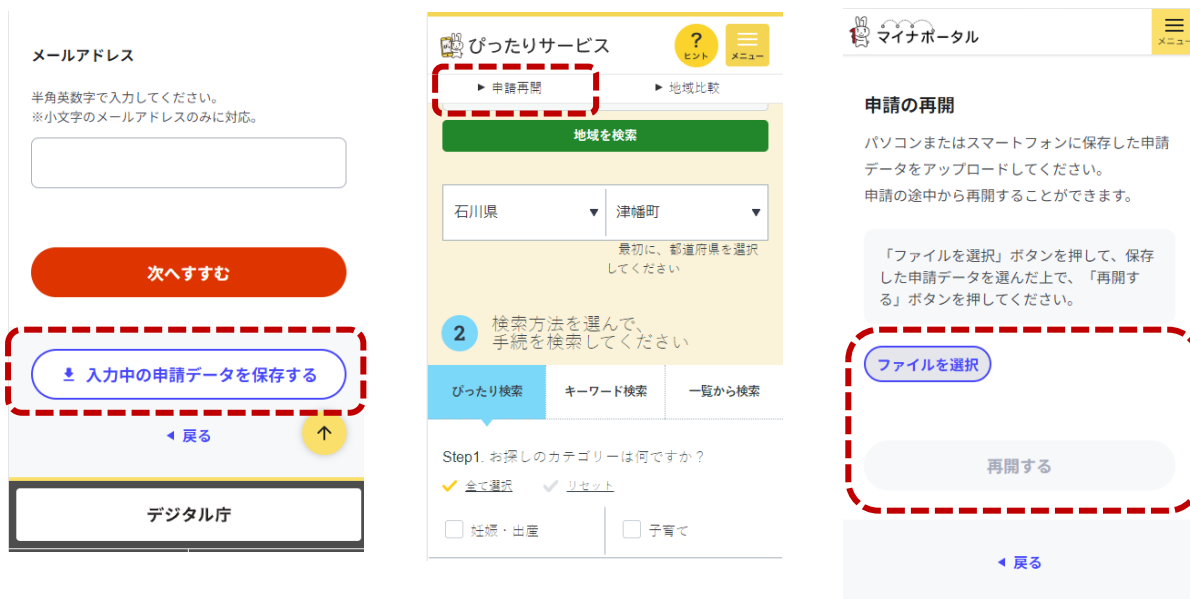 メールアドレス
半角英数字で入力してください。
※小文字のメールアドレスのみに対応。
次へすすむ
入力中の申請データを保存する
戻る
デジタル庁
ぴったりサービス
?
ヒント
メニュー
▶ 申請再開
▶ 地域比較
地域を検索
石川県
津幡町
最初に、都道府県を選択
してください
2
検索方法を選んで、
手続を検索してください
ぴったり検索
キーワード検索
一覧から検索
Step1. お探しのカテゴリーは何ですか？
全て選択
リセット
妊娠・出産
子育て
マイナポータル
メニュー
申請の再開
パソコンまたはスマートフォンに保存した申請
データをアップロードしてください。
申請の途中から再開することができます。
「ファイルを選択」ボタンを押して、保存
した申請データを選んだ上で、「再開す
る」ボタンを押してください。
ファイルを選択
再開する
戻る